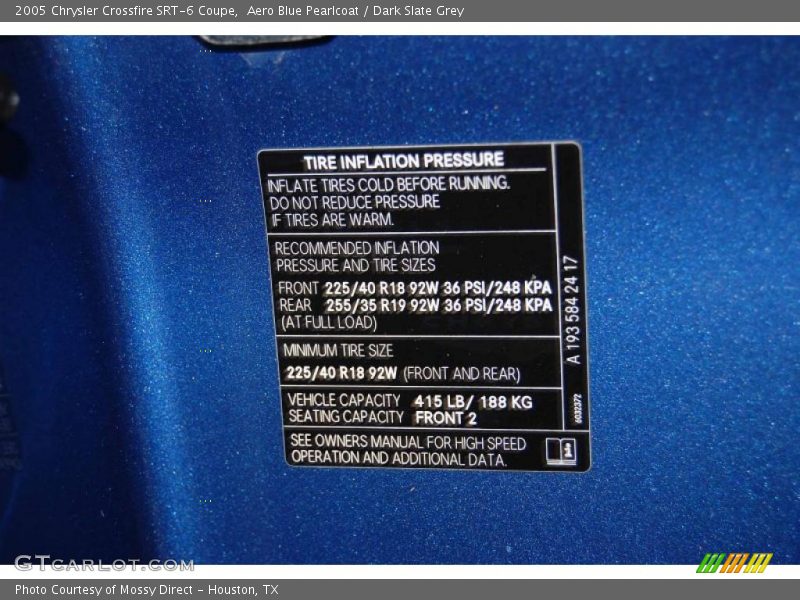 2005 Chrysler Crossfire SRT-6 Coupe, Aero Blue Pearlcoat / Dark Slate Grey
TIRE INFLATION PRESSURE
INFLATE TIRES COLD BEFORE RUNNING.
DO NOT REDUCE PRESSURE
IF TIRES ARE WARM.
RECOMMENDED INFLATION
PRESSURE AND TIRE SIZES
FRONT 225/40 R18 92W 36 PSI/248 KPA
REAR 255/35 R19 92W 36 PSI/248 KPA
(AT FULL LOAD)
MINIMUM TIRE SIZE
225/40 R18 92W (FRONT AND REAR)
VEHICLE CAPACITY 415 LB/ 188 KG
SEATING CAPACITY FRONT 2
SEE OWNERS MANUAL FOR HIGH SPEED
OPERATION AND ADDITIONAL DATA.
A 193 584 24 17
6032372
GTcarlot.com
Photo Courtesy of Mossy Direct - Houston, TX